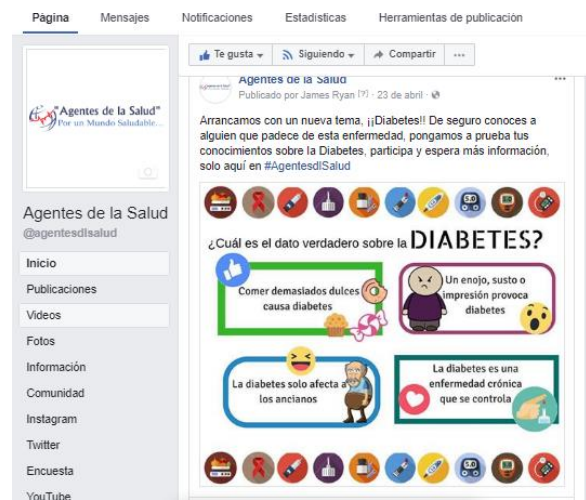 Página Mensajes Notificaciones Estadísticas Herramientas de publicación
"Agentes de la Salud"
Por un Mundo Saludable...
Agentes de la Salud
@agentesdlsalud
Inicio
Publicaciones
Videos
Fotos
Información
Comunidad
Instagram
Twitter
Encuesta
YouTube
Te gusta Siguiendo Compartir ...
Agentes de la Salud
Publicado por James Ryan [?] · 23 de abril ·
Arrancamos con un nueva tema, ¡¡Diabetes!! De seguro conoces a
alguien que padece de esta enfermedad, pongamos a prueba tus
conocimientos sobre la Diabetes, participa y espera más información,
solo aquí en #AgentesdlSalud
5.0
¿Cuál es el dato verdadero sobre la DIABETES?
Comer demasiados dulces
causa diabetes
Un enojo, susto o
impresión provoca
diabetes
La diabetes solo afecta a
los ancianos
La diabetes es una
enfermedad crónica
que se controla
5.0